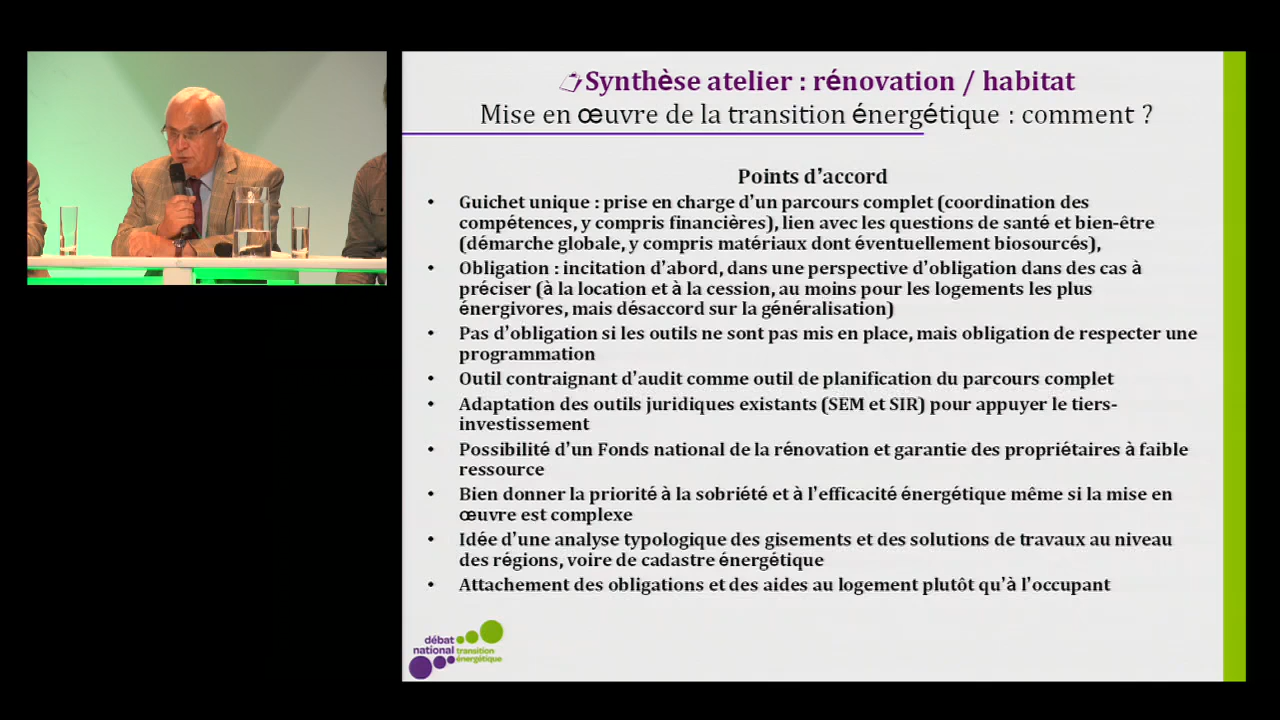 Synthèse atelier : rénovation / habitat
Mise en œuvre de la transition énergétique : comment ?
Points d’accord
• Guichet unique : prise en charge d’un parcours complet (coordination des
compétences, y compris financières), lien avec les questions de santé et bien-être
(démarche globale, y compris matériaux dont éventuellement biosourcés),
• Obligation : incitation d’abord, dans une perspective d’obligation dans des cas à
préciser (à la location et à la cession, au moins pour les logements les plus
énergivores, mais désaccord sur la généralisation)
• Pas d’obligation si les outils ne sont pas mis en place, mais obligation de respecter une
programmation
• Outil contraignant d’audit comme outil de planification du parcours complet
• Adaptation des outils juridiques existants (SEM et SIR) pour appuyer le tiers-
investissement
• Possibilité d’un Fonds national de la rénovation et garantie des propriétaires à faible
ressource
• Bien donner la priorité à la sobriété et à l’efficacité énergétique même si la mise en
œuvre est complexe
• Idée d’une analyse typologique des gisements et des solutions de travaux au niveau
des régions, voire de cadastre énergétique
• Attachement des obligations et des aides au logement plutôt qu’à l’occupant
débat
national transition
énergétique